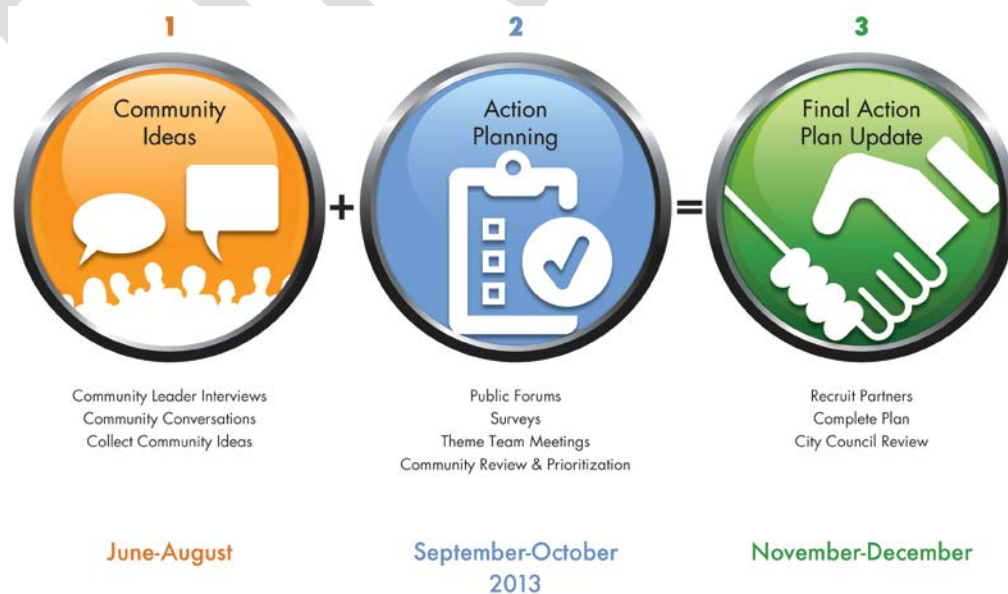 1
Community
Ideas
Community Leader Interviews
Community Conversations
Collect Community Ideas
June-August
+
2
Action
Planning
Public Forums
Surveys
Theme Team Meetings
Community Review & Prioritization
September-October
2013
=
3
Final Action
Plan Update
Recruit Partners
Complete Plan
City Council Review
November-December